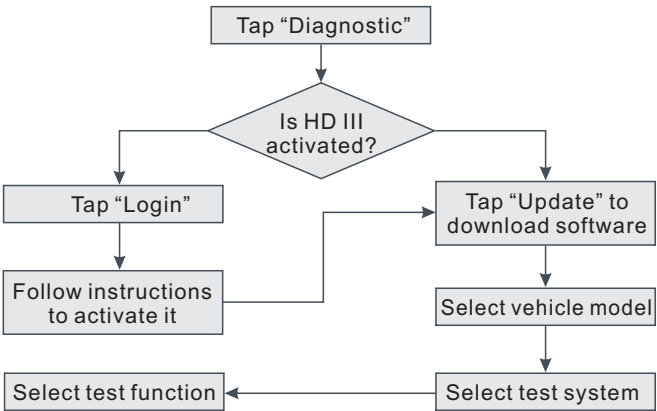 Tap “Diagnostic”
Is HD III
activated?
Tap “Login”
Tap “Update” to
download software
Follow instructions
to activate it
Select vehicle model
Select test function
Select test system